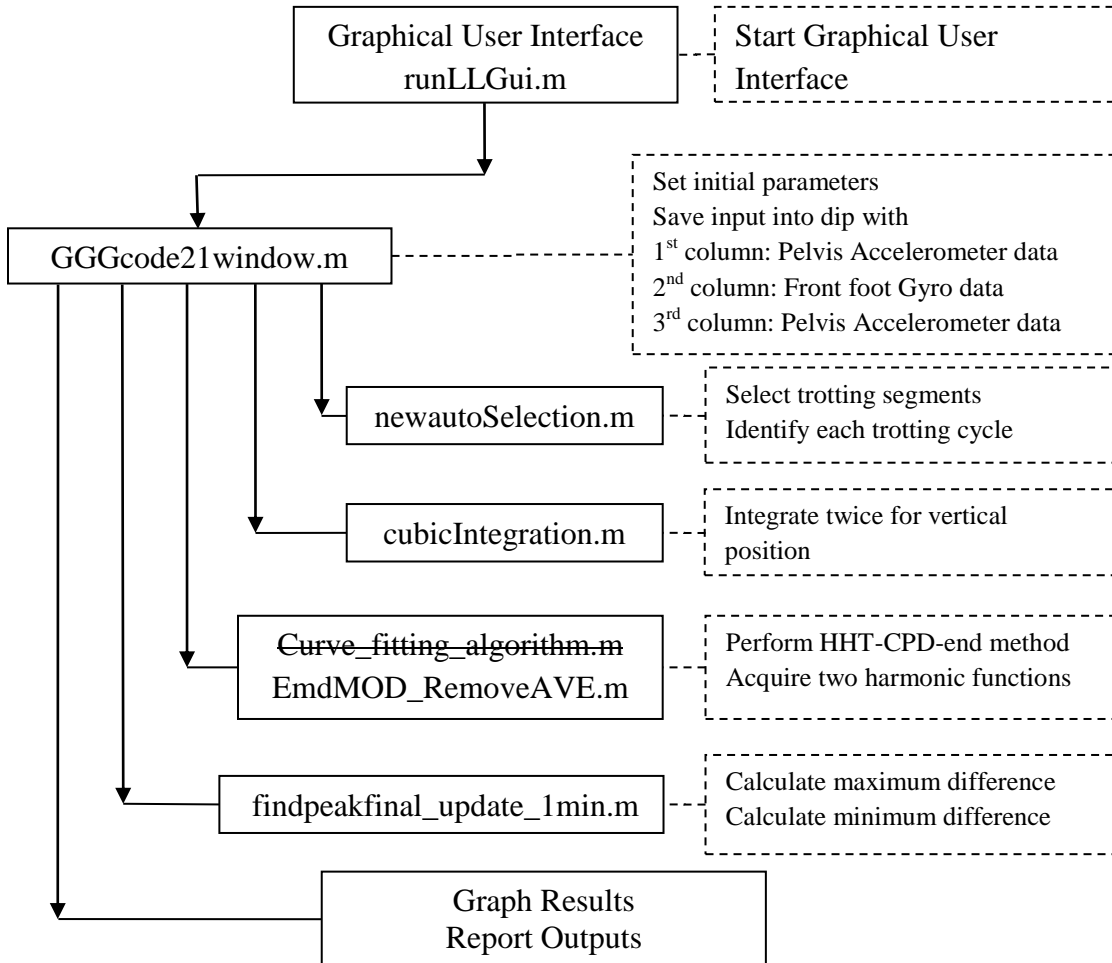 Graphical User Interface
runLLGui.m
Start Graphical User
Interface
Set initial parameters
Save input into dip with
1st column: Pelvis Accelerometer data
2nd column: Front foot Gyro data
3rd column: Pelvis Accelerometer data
GGGcode21window.m
newautoSelection.m
Select trotting segments
Identify each trotting cycle
cubicIntegration.m
Integrate twice for vertical
position
Curve_fitting_algorithm.m
EmdMOD_RemoveAVE.m
Perform HHT-CPD-end method
Acquire two harmonic functions
findpeakfinal_update_1min.m
Calculate maximum difference
Calculate minimum difference
Graph Results
Report Outputs